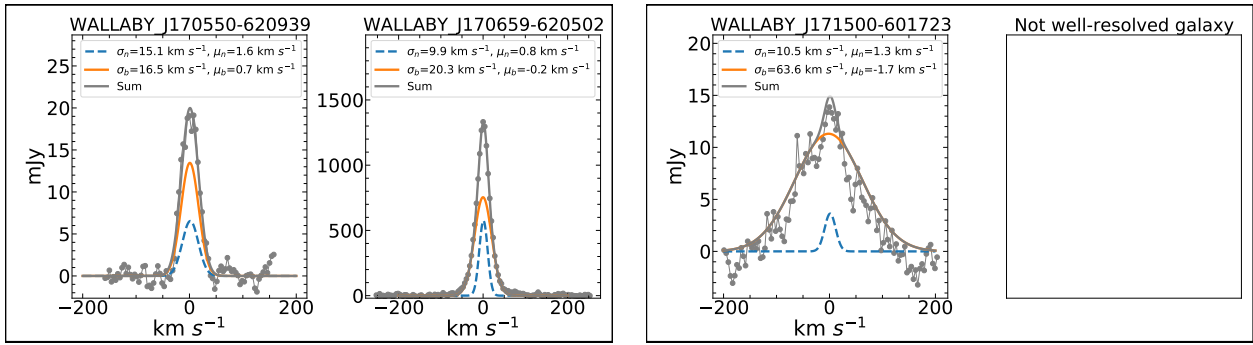 WALLABY_J170550-620939
σn=15.1 km s−1, μn=1.6 km s−1
σb=16.5 km s−1, μb=0.7 km s−1
Sum
25
20
15
10
5
0
mJy
−200 0 200
km s−1
WALLABY_J170659-620502
σn=9.9 km s−1, μn=0.8 km s−1
σb=20.3 km s−1, μb=-0.2 km s−1
Sum
1500
1000
500
0
−200 0 200
km s−1
WALLABY_J171500-601723
σn=10.5 km s−1, μn=1.3 km s−1
σb=63.6 km s−1, μb=-1.7 km s−1
Sum
20
15
10
5
0
mJy
−200 0 200
km s−1
Not well-resolved galaxy